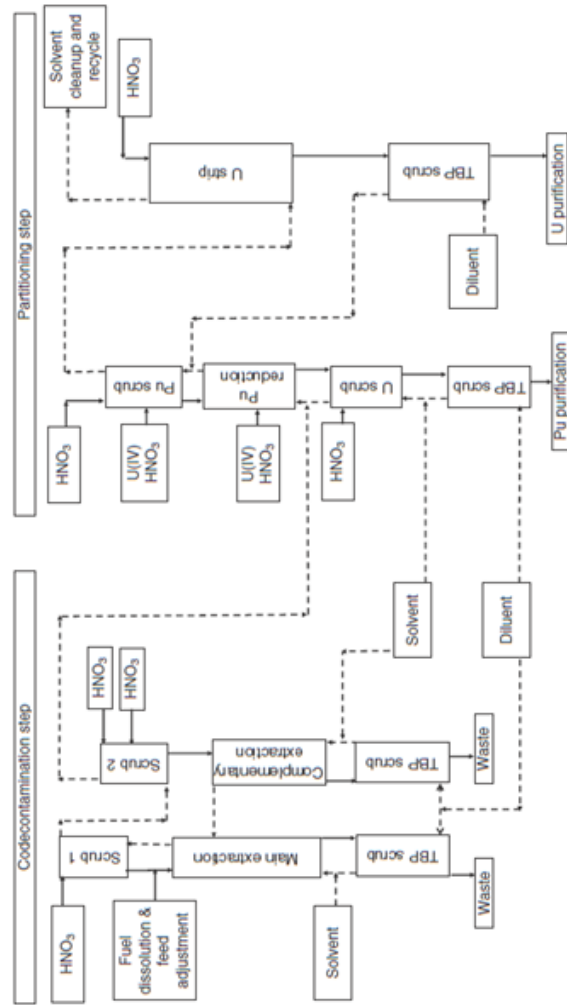 Codecontamination step
Partitioning step
HNO3
Scrub 1
Fuel
dissolution &
feed
adjustment
Main extraction
Solvent
TBP scrub
Waste
HNO3
HNO3
Scrub 2
Complementary
extraction
TBP scrub
Waste
Solvent
Diluent
HNO3
U(IV)
HNO3
Pu scrub
U(IV)
HNO3
Pu
reduction
HNO3
U scrub
TBP scrub
Pu purification
Solvent
cleanup and
recycle
HNO3
U strip
Diluent
TBP scrub
U purification